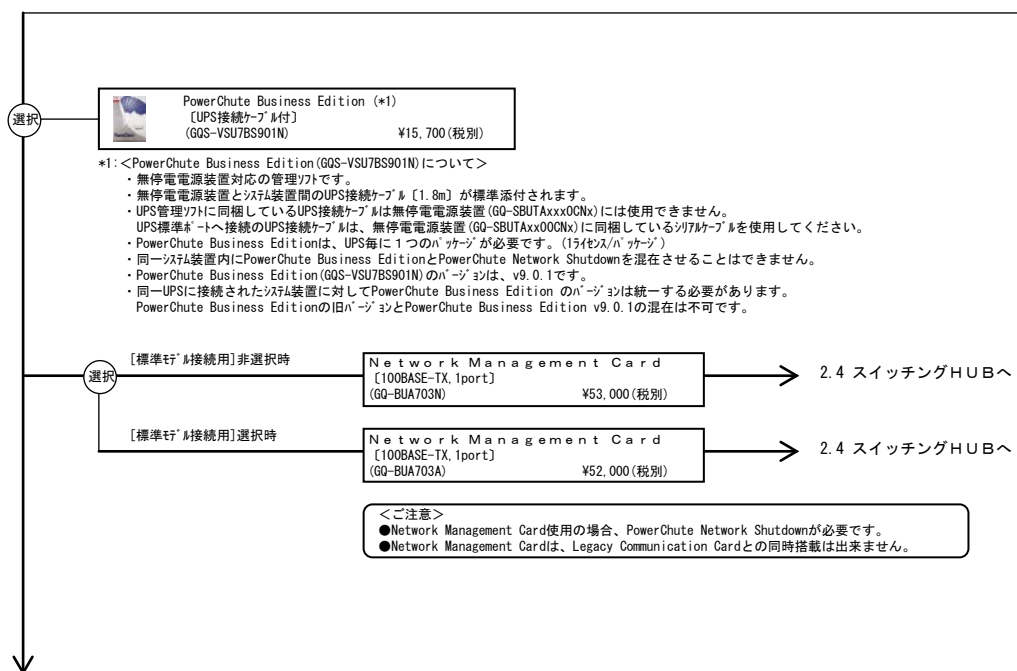 選択
PowerChute Business Edition (*1)
〔UPS接続ｹｰﾌﾞﾙ付〕
(GQS-VSU7BS901N) ¥15,700(税別)
*1:＜PowerChute Business Edition(GQS-VSU7BS901N)について＞
・無停電電源装置対応の管理ｿﾌﾄです。
・無停電電源装置とｼｽﾃﾑ装置間のUPS接続ｹｰﾌﾞﾙ〔1.8m〕が標準添付されます。
・UPS管理ｿﾌﾄに同梱しているUPS接続ｹｰﾌﾞﾙは無停電電源装置(GQ-SBUTAxxx0CNx)には使用できません。
UPS標準ﾎﾟｰﾄへ接続のUPS接続ｹｰﾌﾞﾙは、無停電電源装置(GQ-SBUTAxx00CNx)に同梱しているｼﾘｱﾙｹｰﾌﾞﾙを使用してください。
・PowerChute Business Editionは、UPS毎に１つのﾊﾟｯｹｰｼﾞが必要です。(1ﾗｲｾﾝｽ/ﾊﾟｯｹｰｼﾞ)
・同一ｼｽﾃﾑ装置内にPowerChute Business EditionとPowerChute Network Shutdownを混在させることはできません。
・PowerChute Business Edition(GQS-VSU7BS901N)のﾊﾞｰｼﾞｮﾝは、v9.0.1です。
・同一UPSに接続されたｼｽﾃﾑ装置に対してPowerChute Business Edition のﾊﾞｰｼﾞｮﾝは統一する必要があります。
PowerChute Business Editionの旧ﾊﾞｰｼﾞｮﾝとPowerChute Business Edition v9.0.1の混在は不可です。
選択
[標準ﾓﾃﾞﾙ接続用]非選択時
Ｎｅｔｗｏｒｋ Ｍａｎａｇｅｍｅｎｔ Ｃａｒｄ
〔100BASE-TX,1port〕
(GQ-BUA703N) ¥53,000(税別)
2.4 スイッチングＨＵＢへ
[標準ﾓﾃﾞﾙ接続用]選択時
Ｎｅｔｗｏｒｋ Ｍａｎａｇｅｍｅｎｔ Ｃａｒｄ
〔100BASE-TX,1port〕
(GQ-BUA703A) ¥52,000(税別)
2.4 スイッチングＨＵＢへ
＜ご注意＞
●Network Management Card使用の場合、PowerChute Network Shutdownが必要です。
●Network Management Cardは、Legacy Communication Cardとの同時搭載は出来ません。